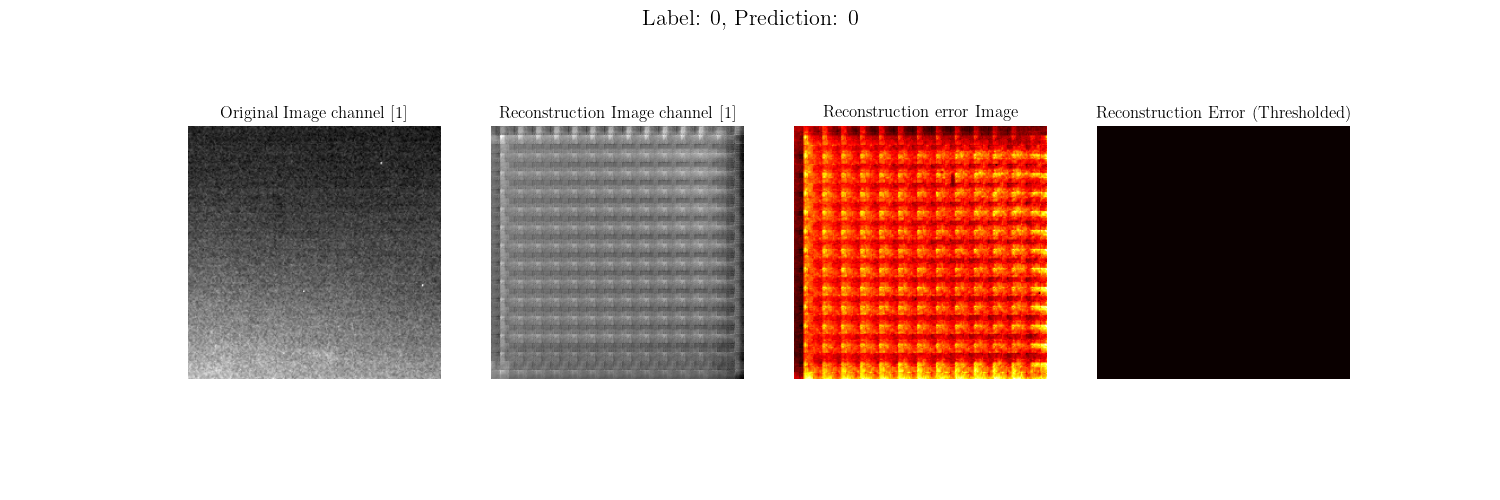 Label: 0, Prediction: 0
Original Image channel [1]
Reconstruction Image channel [1]
Reconstruction error Image
Reconstruction Error (Thresholded)